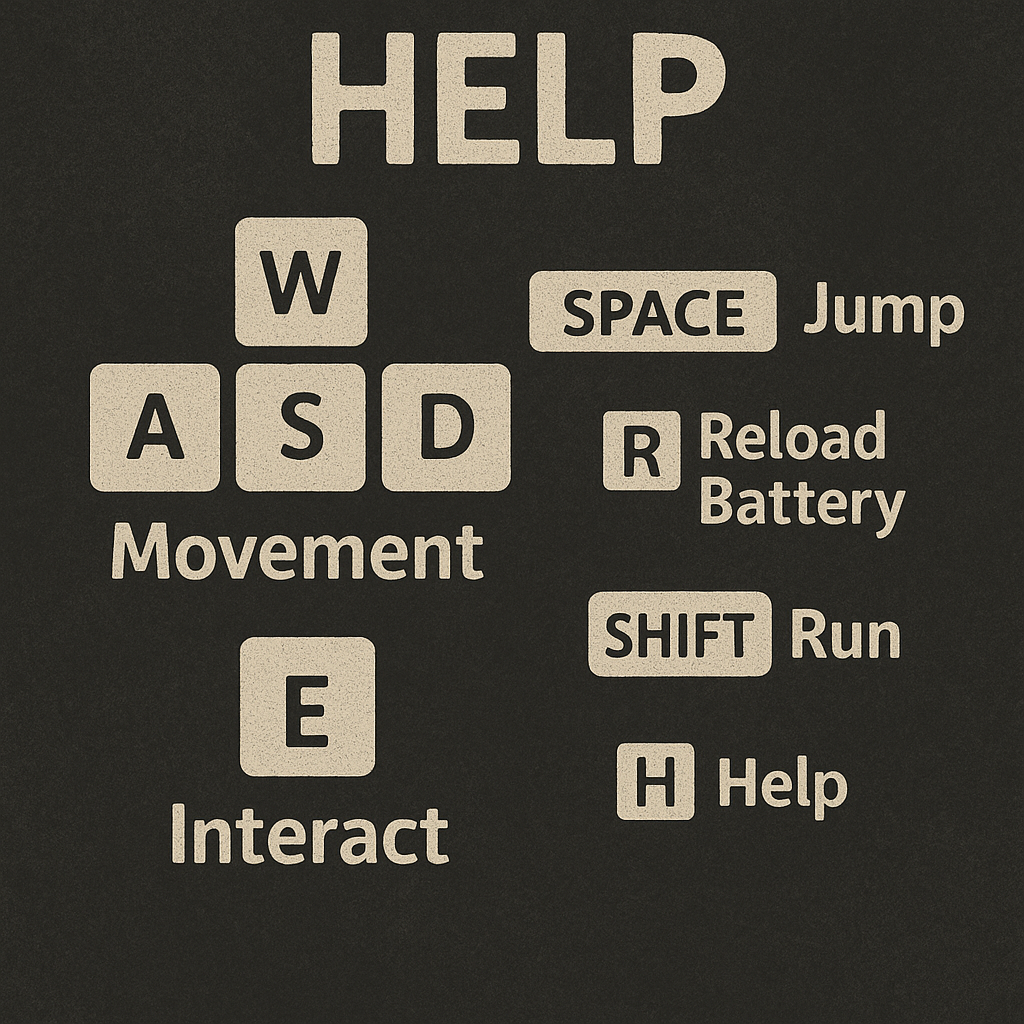 HELP
W
A S D
Movement
E
Interact
SPACE Jump
R Reload
Battery
SHIFT Run
H Help